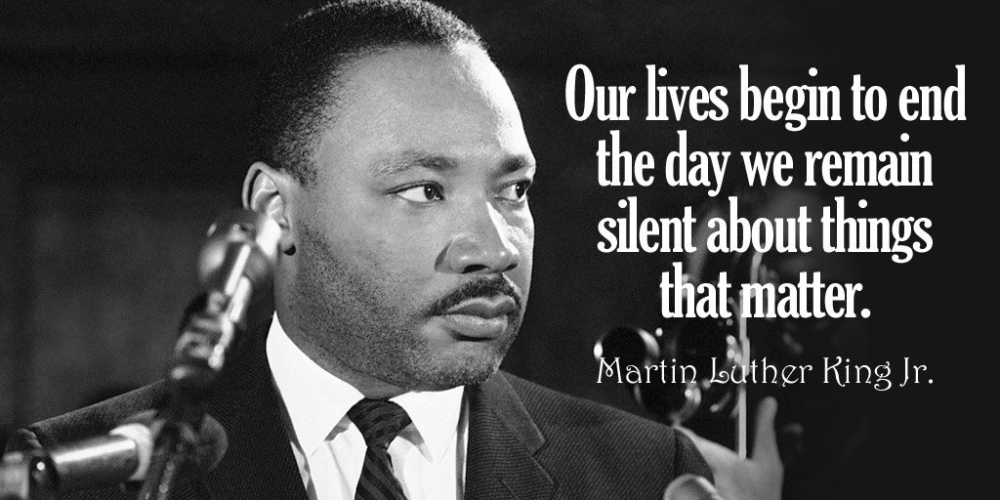 Our lives begin to end
the day we remain
silent about things
that matter.
Martin Luther King Jr.